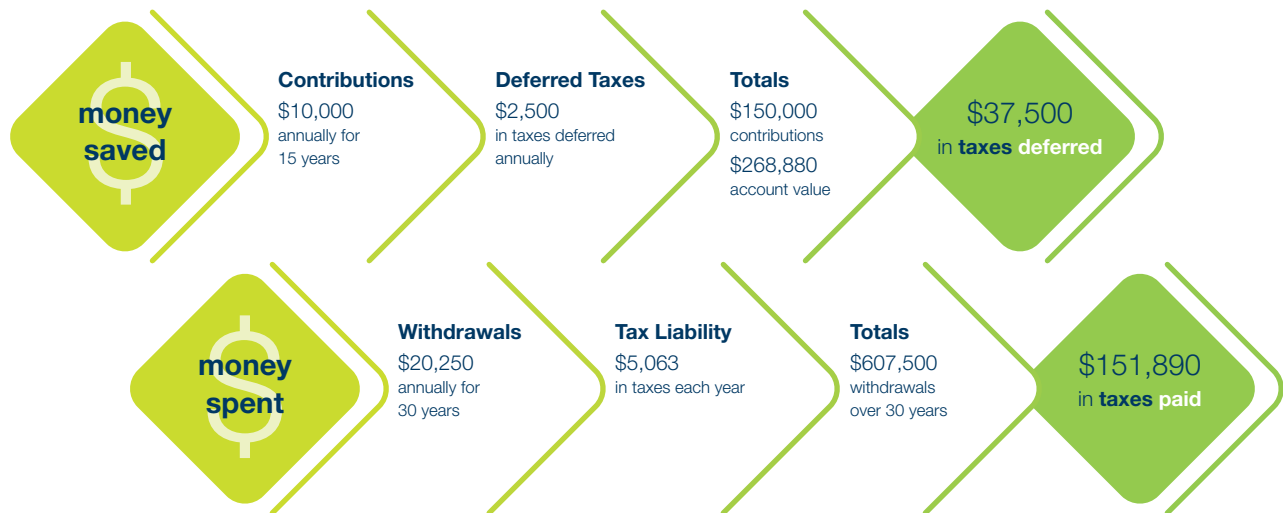 money
saved
$
Contributions
$10,000
annually for
15 years
Deferred Taxes
$2,500
in taxes deferred
annually
Totals
$150,000
contributions
$268,880
account value
$37,500
in taxes deferred
money
spent
$
Withdrawals
$20,250
annually for
30 years
Tax Liability
$5,063
in taxes each year
Totals
$607,500
withdrawals
over 30 years
$151,890
in taxes paid